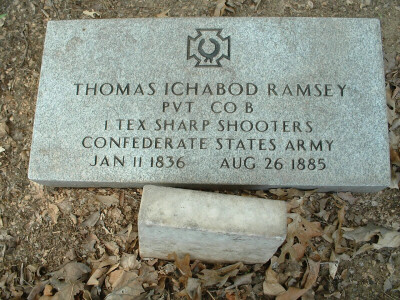 THOMAS ICHABOD RAMSEY
PVT CO B
1 TEX SHARP SHOOTERS
CONFEDERATE STATES ARMY
JAN 11 1836 AUG 26 1885